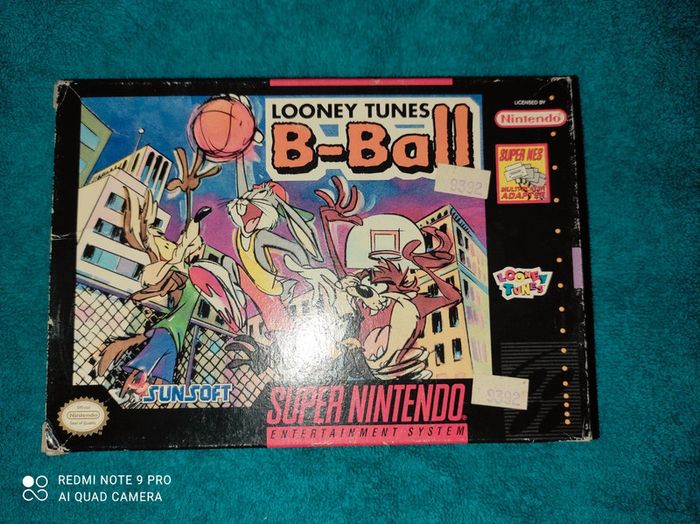 LOONEY TUNES
B-Ball
LICENSED BY
Nintendo
SUPER NES
ADAPTER
9392
LOONEY
TUNES
SUNSOFT
SUPER NINTENDO
ENTERTAINMENT SYSTEM
9392
Official
Nintendo
Seal of Quality
REDMI NOTE 9 PRO
AI QUAD CAMERA